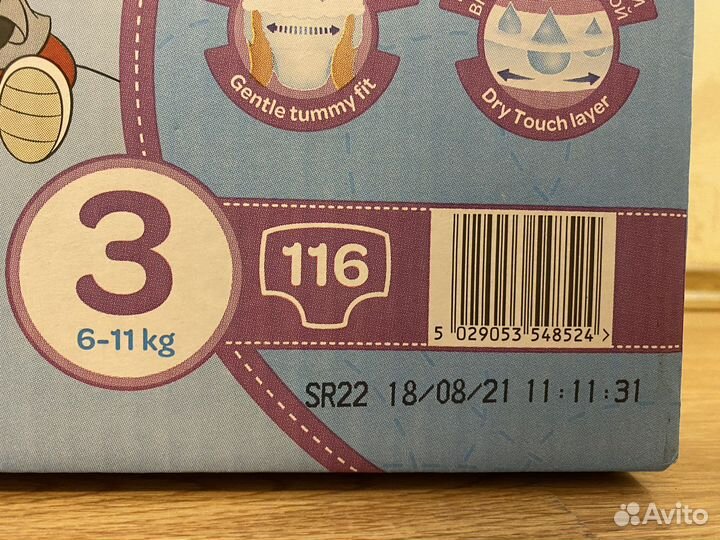 Gentle tummy fit
Dry Touch layer
3
6-11 kg
116
5 029053 548524 >
SR22 18/08/21 11:11:31
Avito